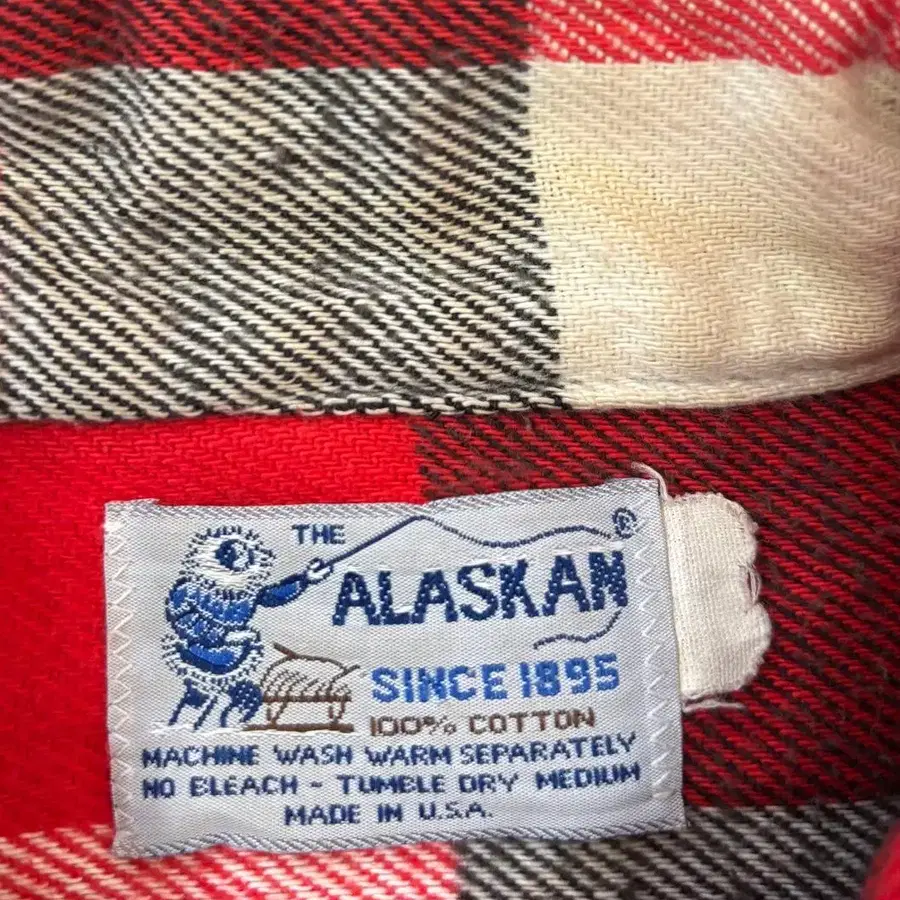 THE
ALASKAN ®
SINCE 1895
100% COTTON
MACHINE WASH WARM SEPARATELY
NO BLEACH - TUMBLE DRY MEDIUM
MADE IN U.S.A.